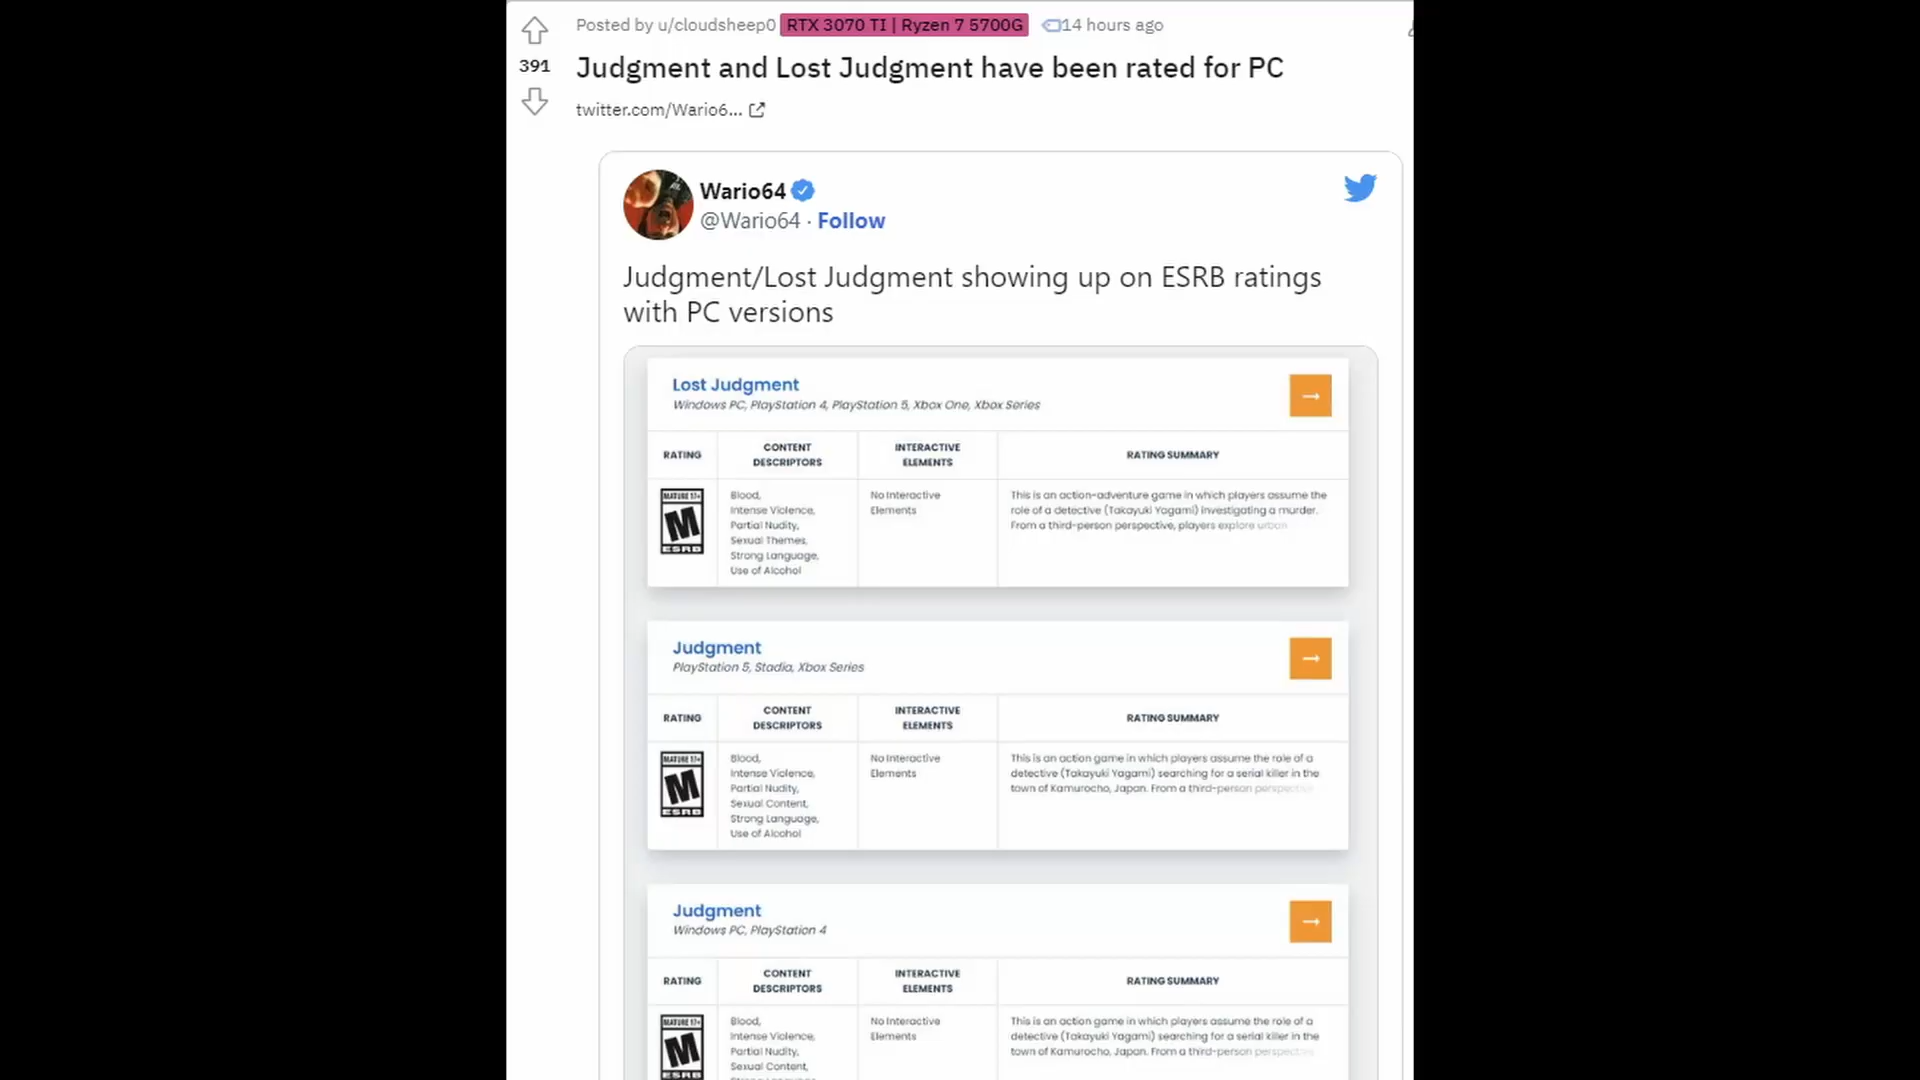 Posted by u/cloudsheep0 RTX 3070 TI | Ryzen 7 5700G 14 hours ago
391
Judgment and Lost Judgment have been rated for PC
twitter.com/Wario6...
Wario64
@Wario64 · Follow
Judgment/Lost Judgment showing up on ESRB ratings
with PC versions
Lost Judgment
Windows PC, PlayStation 4, PlayStation 5, Xbox One, Xbox Series
RATING
CONTENT
DESCRIPTORS
INTERACTIVE
ELEMENTS
RATING SUMMARY
MATURE 17+
M
ESRB
Blood,
Intense Violence,
Partial Nudity,
Sexual Themes,
Strong Language,
Use of Alcohol
No Interactive
Elements
This is an action-adventure game in which players assume the
role of a detective (Takayuki Yagami) investigating a murder.
From a third-person perspective, players explore urban
Judgment
PlayStation 5, Stadia, Xbox Series
RATING
CONTENT
DESCRIPTORS
INTERACTIVE
ELEMENTS
RATING SUMMARY
MATURE 17+
M
ESRB
Blood,
Intense Violence,
Partial Nudity,
Sexual Content,
Strong Language,
Use of Alcohol
No Interactive
Elements
This is an action game in which players assume the role of a
detective (Takayuki Yagami) searching for a serial killer in the
town of Kamurocho, Japan. From a third-person perspective
Judgment
Windows PC, PlayStation 4
RATING
CONTENT
DESCRIPTORS
INTERACTIVE
ELEMENTS
RATING SUMMARY
MATURE 17+
M
ESRB
Blood,
Intense Violence,
Partial Nudity,
Sexual Content,
No Interactive
Elements
This is an action game in which players assume the role of a
detective (Takayuki Yagami) searching for a serial killer in the
town of Kamurocho, Japan. From a third-person perspective